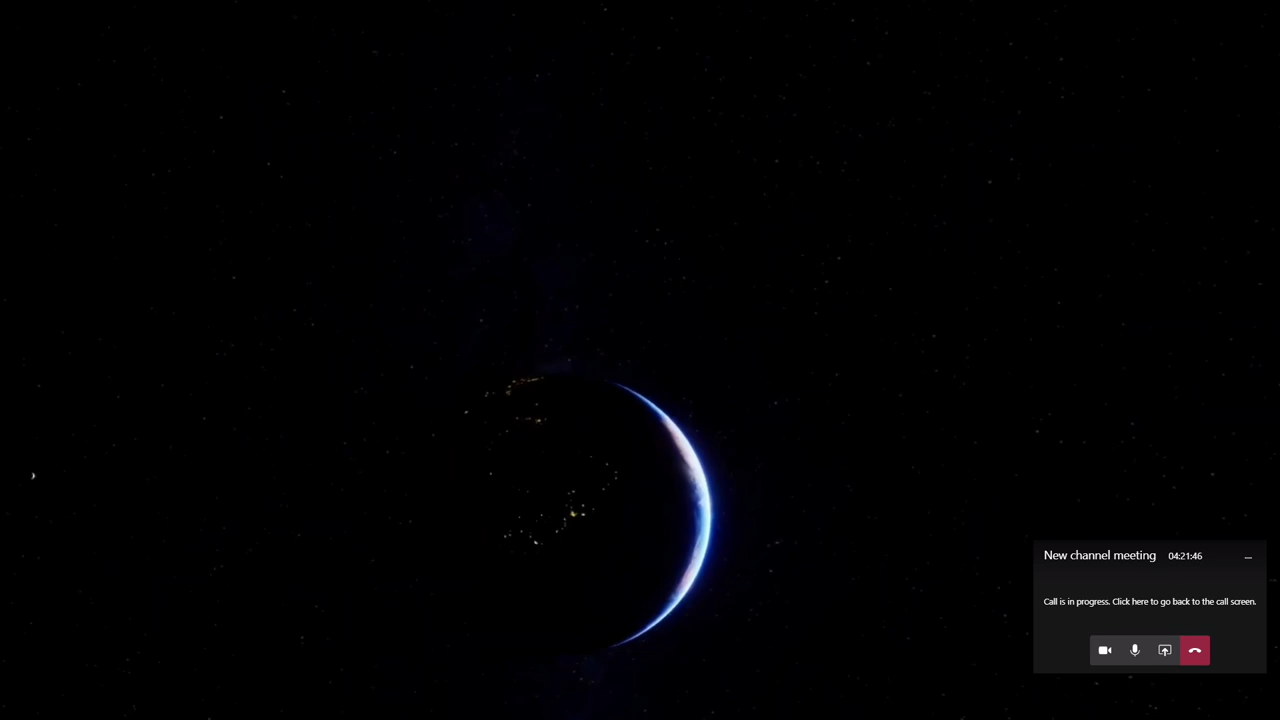 New channel meeting 04:21:46
Call is in progress. Click here to go back to the call screen.